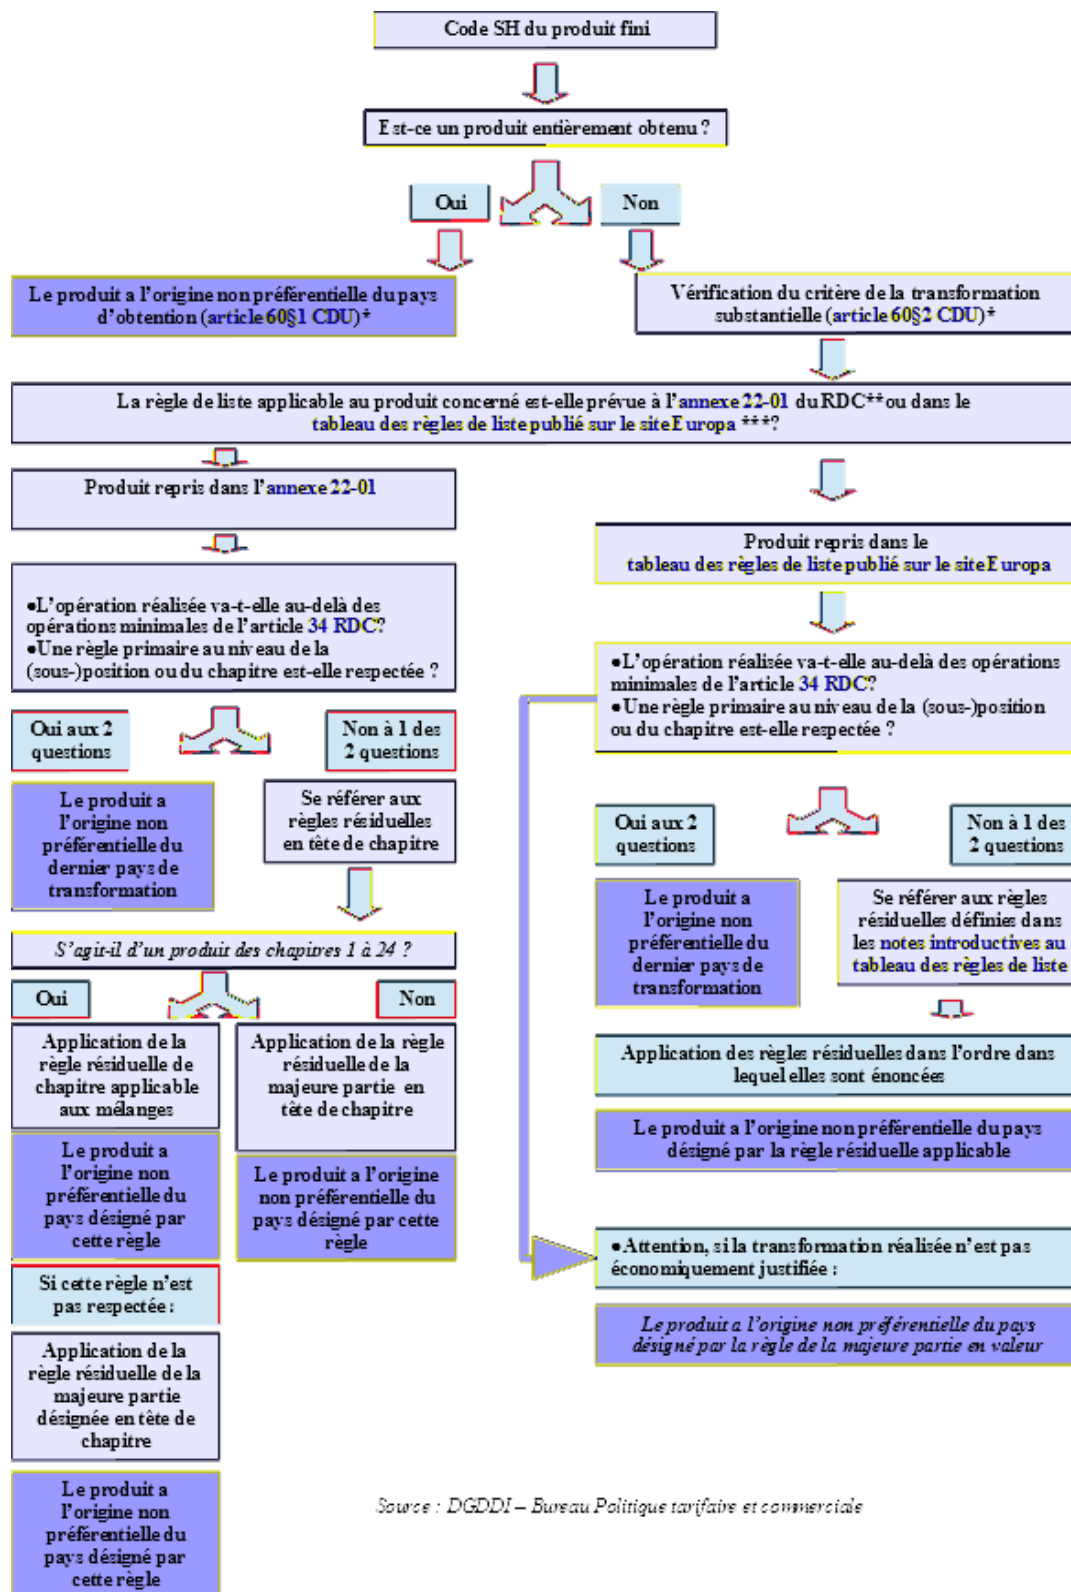 Code SH du produit fini
Est-ce un produit entièrement obtenu ?
Oui
Non
Le produit a l'origine non préférentielle du pays
d'obtention (article 60§1 CDU)*
Vérification du critère de la transformation
substantielle (article 60§2 CDU)*
La règle de liste applicable au produit concerné est-elle prévue à l'annexe 22-01 du RDC** ou dans le
tableau des règles de liste publié sur le site Europa ***?
Produit repris dans l'annexe 22-01
●L'opération réalisée va-t-elle au-delà des
opérations minimales de l'article 34 RDC?
●Une règle primaire au niveau de la
(sous-)position ou du chapitre est-elle respectée ?
Oui aux 2
questions
Non à 1 des
2 questions
Le produit a
l'origine non
préférentielle du
dernier pays de
transformation
Se référer aux
règles résiduelles
en tête de chapitre
S'agit-il d'un produit des chapitres 1 à 24 ?
Oui
Non
Application de la
règle résiduelle de
chapitre applicable
aux mélanges
Application de la règle
résiduelle de la
majeure partie en
tête de chapitre
Le produit a
l'origine non
préférentielle du
pays désigné par
cette règle
Le produit a l'origine
non préférentielle du
pays désigné par cette
règle
Si cette règle n'est
pas respectée :
Application de la
règle résiduelle de la
majeure partie
désignée en tête de
chapitre
Le produit a
l'origine non
préférentielle du
pays désigné par
cette règle
Produit repris dans le
tableau des règles de liste publié sur le site Europa
●L'opération réalisée va-t-elle au-delà des opérations
minimales de l'article 34 RDC?
●Une règle primaire au niveau de la (sous-)position
ou du chapitre est-elle respectée ?
Oui aux 2
questions
Non à 1 des
2 questions
Le produit a
l'origine non
préférentielle du
dernier pays de
transformation
Se référer aux règles
résiduelles définies dans
les notes introductives au
tableau des règles de liste
Application des règles résiduelles dans l'ordre dans
lequel elles sont énoncées
Le produit a l'origine non préférentielle du pays
désigné par la règle résiduelle applicable
●Attention, si la transformation réalisée n'est pas
économiquement justifiée :
Le produit a l'origine non préférentielle du pays
désigné par la règle de la majeure partie en valeur
Source : DGDDI – Bureau Politique tarifaire et commerciale